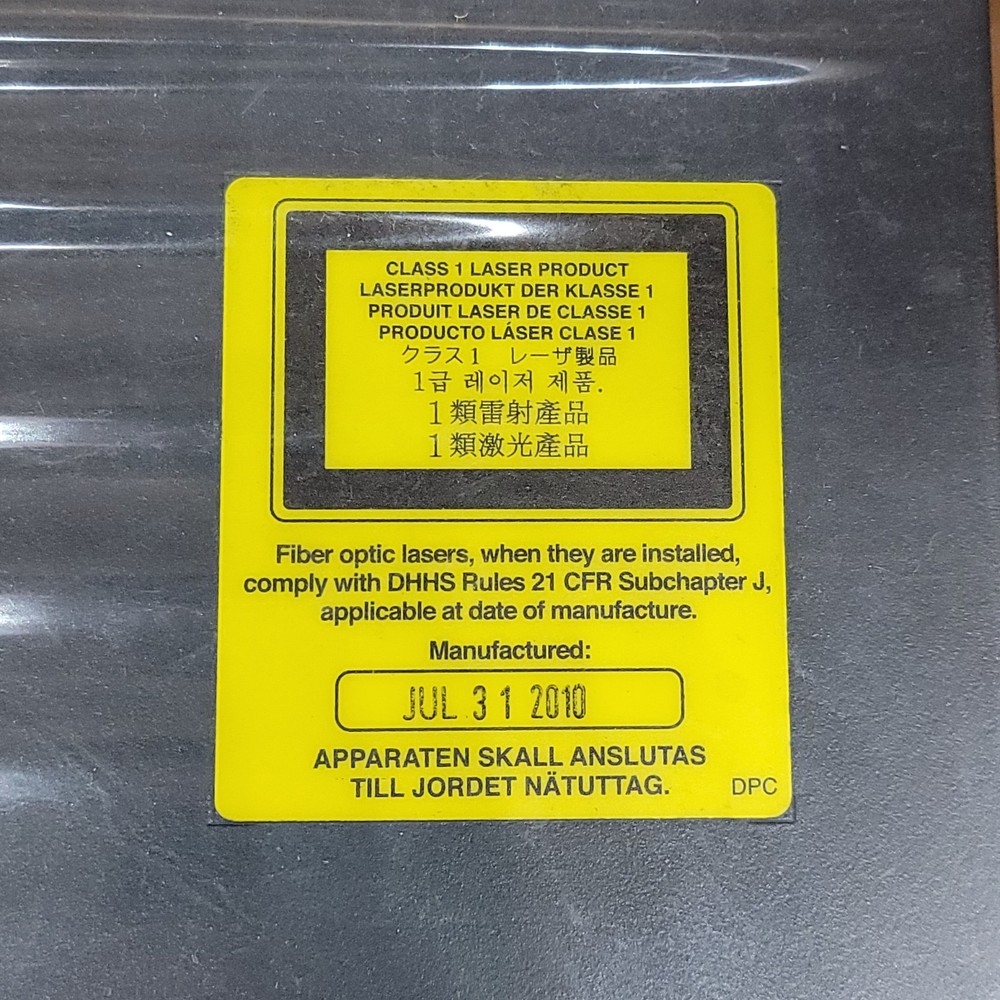 CLASS 1 LASER PRODUCT
LASERPRODUKT DER KLASSE 1
PRODUIT LASER DE CLASSE 1
PRODUCTO LÁSER CLASE 1
クラス1 レーザ製品
1급 레이저 제품.
1類雷射產品
1類激光產品
Fiber optic lasers, when they are installed,
comply with DHHS Rules 21 CFR Subchapter J,
applicable at date of manufacture.
Manufactured:
JUL 31 2010
APPARATEN SKALL ANSLUTAS
TILL JORDET NÄTUTTAG.
DPC